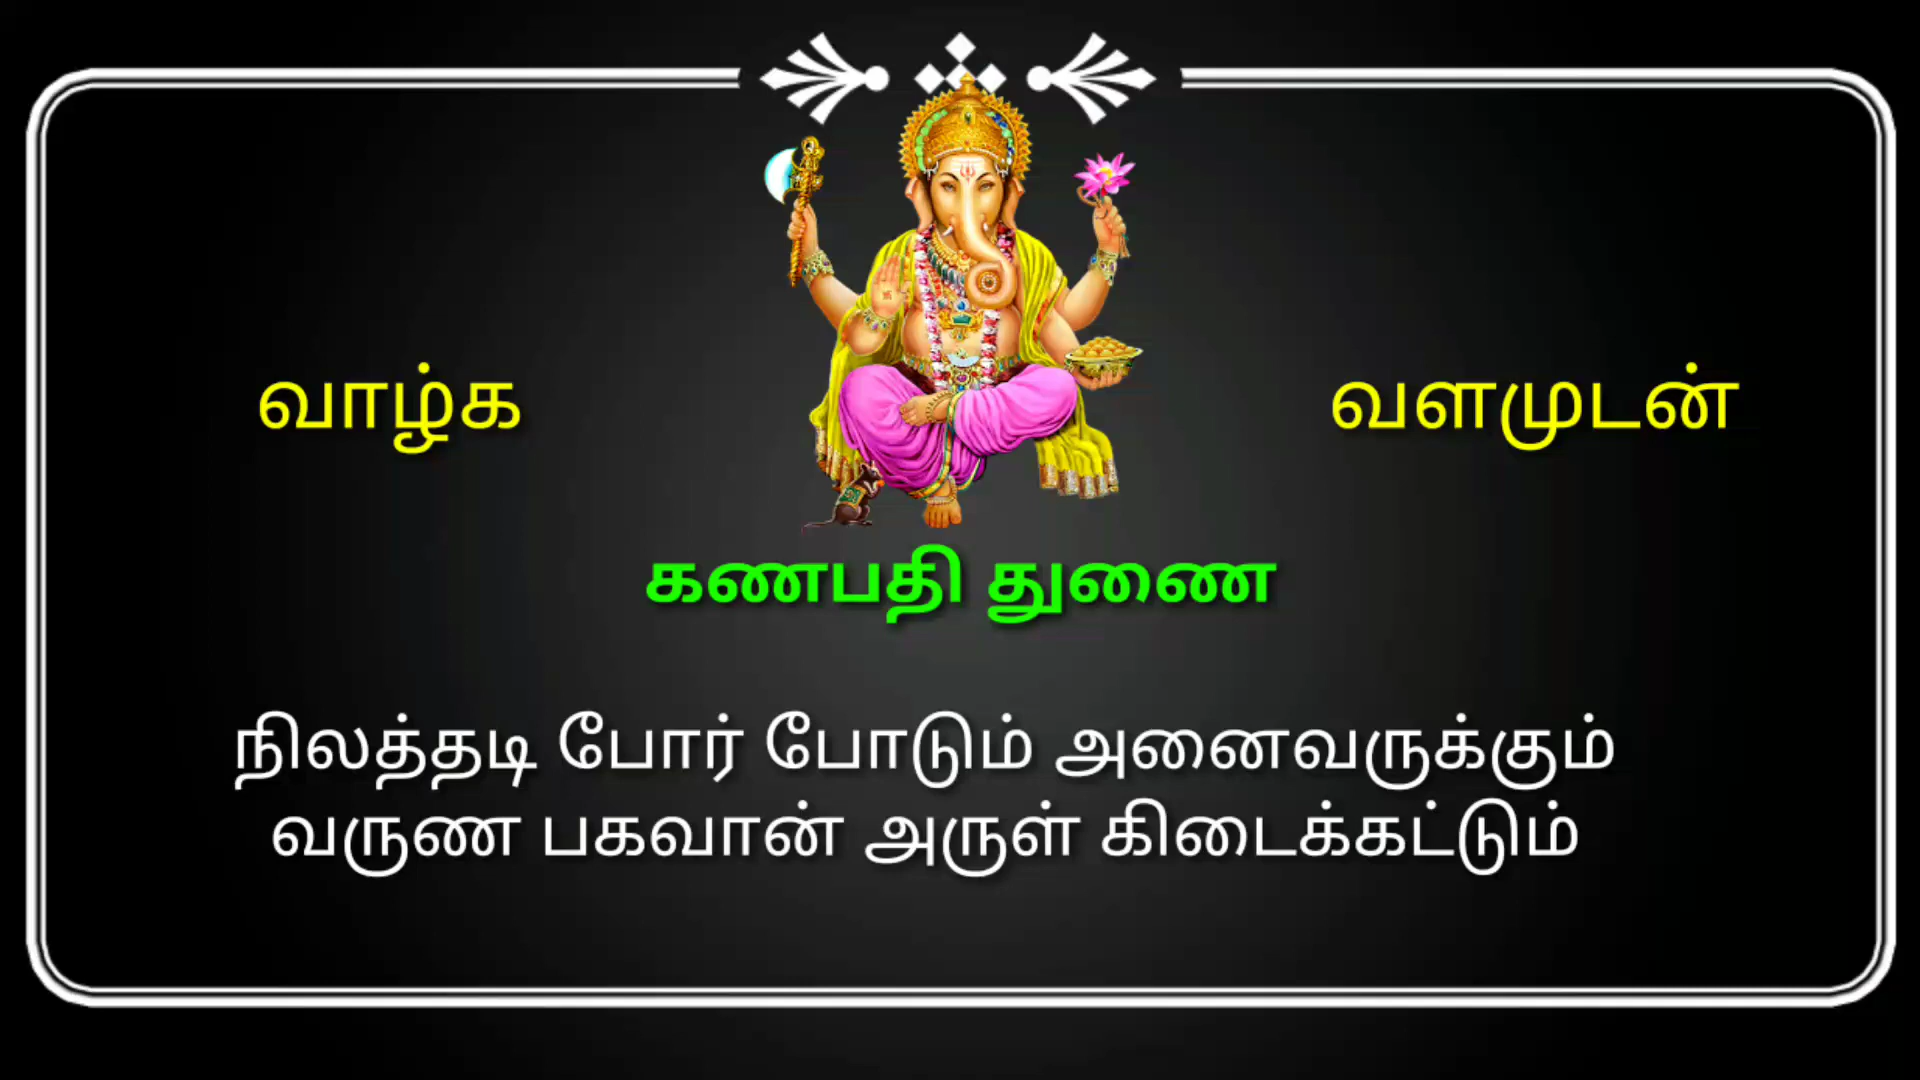 வாழ்க வளமுடன்
கணபதி துணை
நிலத்தடி போர் போடும் அனைவருக்கும்
வருண பகவான் அருள் கிடைக்கட்டும்